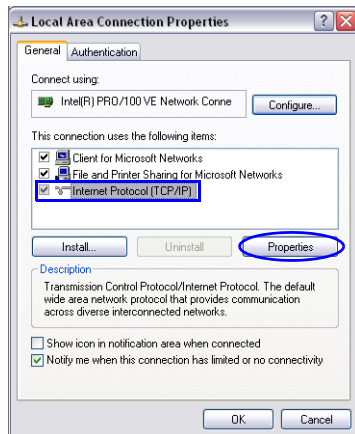 Local Area Connection Properties
General Authentication
Connect using:
Intel(R) PRO/100 VE Network Conne Configure...
This connection uses the following items:
Client for Microsoft Networks
File and Printer Sharing for Microsoft Networks
Internet Protocol (TCP/IP)
Install... Uninstall Properties
Description
Transmission Control Protocol/Internet Protocol. The default
wide area network protocol that provides communication
across diverse interconnected networks.
Show icon in notification area when connected
Notify me when this connection has limited or no connectivity
OK Cancel